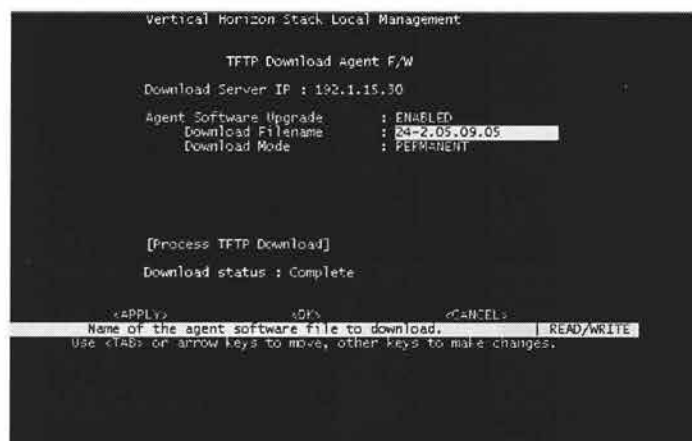 Vertical Horizon Stack Local Management
TFTP Download Agent F/W
Download Server IP : 192.1.15.30
Agent Software Upgrade : ENABLED
Download Filename : 24-2.05.09.05
Download Mode : PERMANENT
[Process TFTP Download]
Download status : Complete
<APPLY> <OK> <CANCEL>
Name of the agent software file to download. | READ/WRITE
Use <TAB> or arrow keys to move, other keys to make changes.